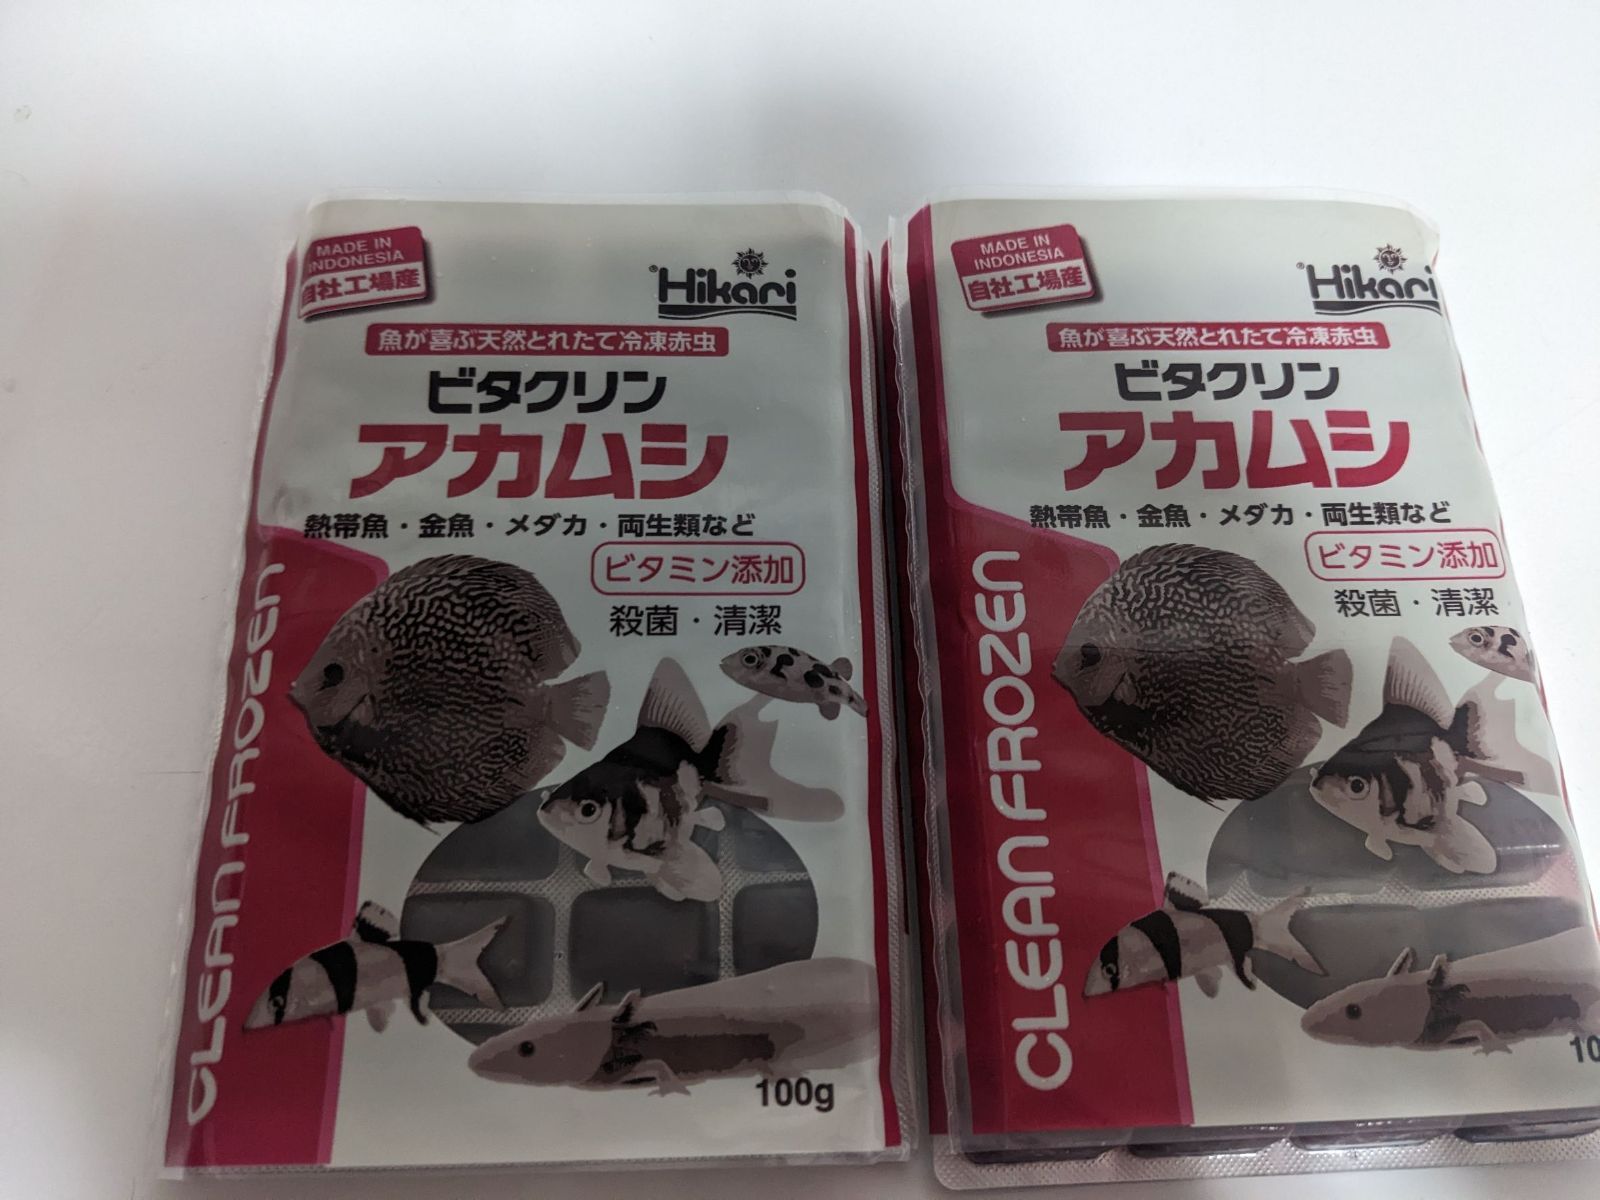 MADE IN
INDONESIA
自社工場産
Hikari
魚が喜ぶ天然とれたて冷凍赤虫
ビタクリン
アカムシ
熱帯魚・金魚・メダカ・両生類など
ビタミン添加
殺菌・清潔
CLEAN FROZEN
100g
MADE IN
INDONESIA
自社工場産
Hikari
魚が喜ぶ天然とれたて冷凍赤虫
ビタクリン
アカムシ
熱帯魚・金魚・メダカ・両生類など
ビタミン添加
殺菌・清潔
CLEAN FROZEN
10